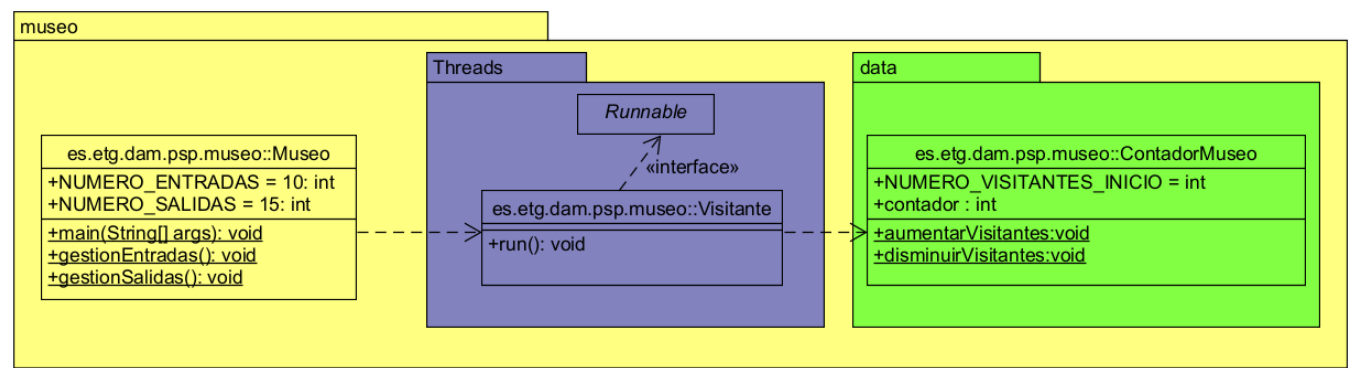 museo
Threads
data
Runnable
«interface»
es.etg.dam.psp.museo::Museo
+NUMERO_ENTRADAS = 10: int
+NUMERO_SALIDAS = 15: int
+main(String[] args): void
+gestionEntradas(): void
+gestionSalidas(): void
es.etg.dam.psp.museo::Visitante
+run(): void
es.etg.dam.psp.museo::ContadorMuseo
+NUMERO_VISITANTES_INICIO = int
+contador : int
+aumentarVisitantes:void
+disminuirVisitantes:void